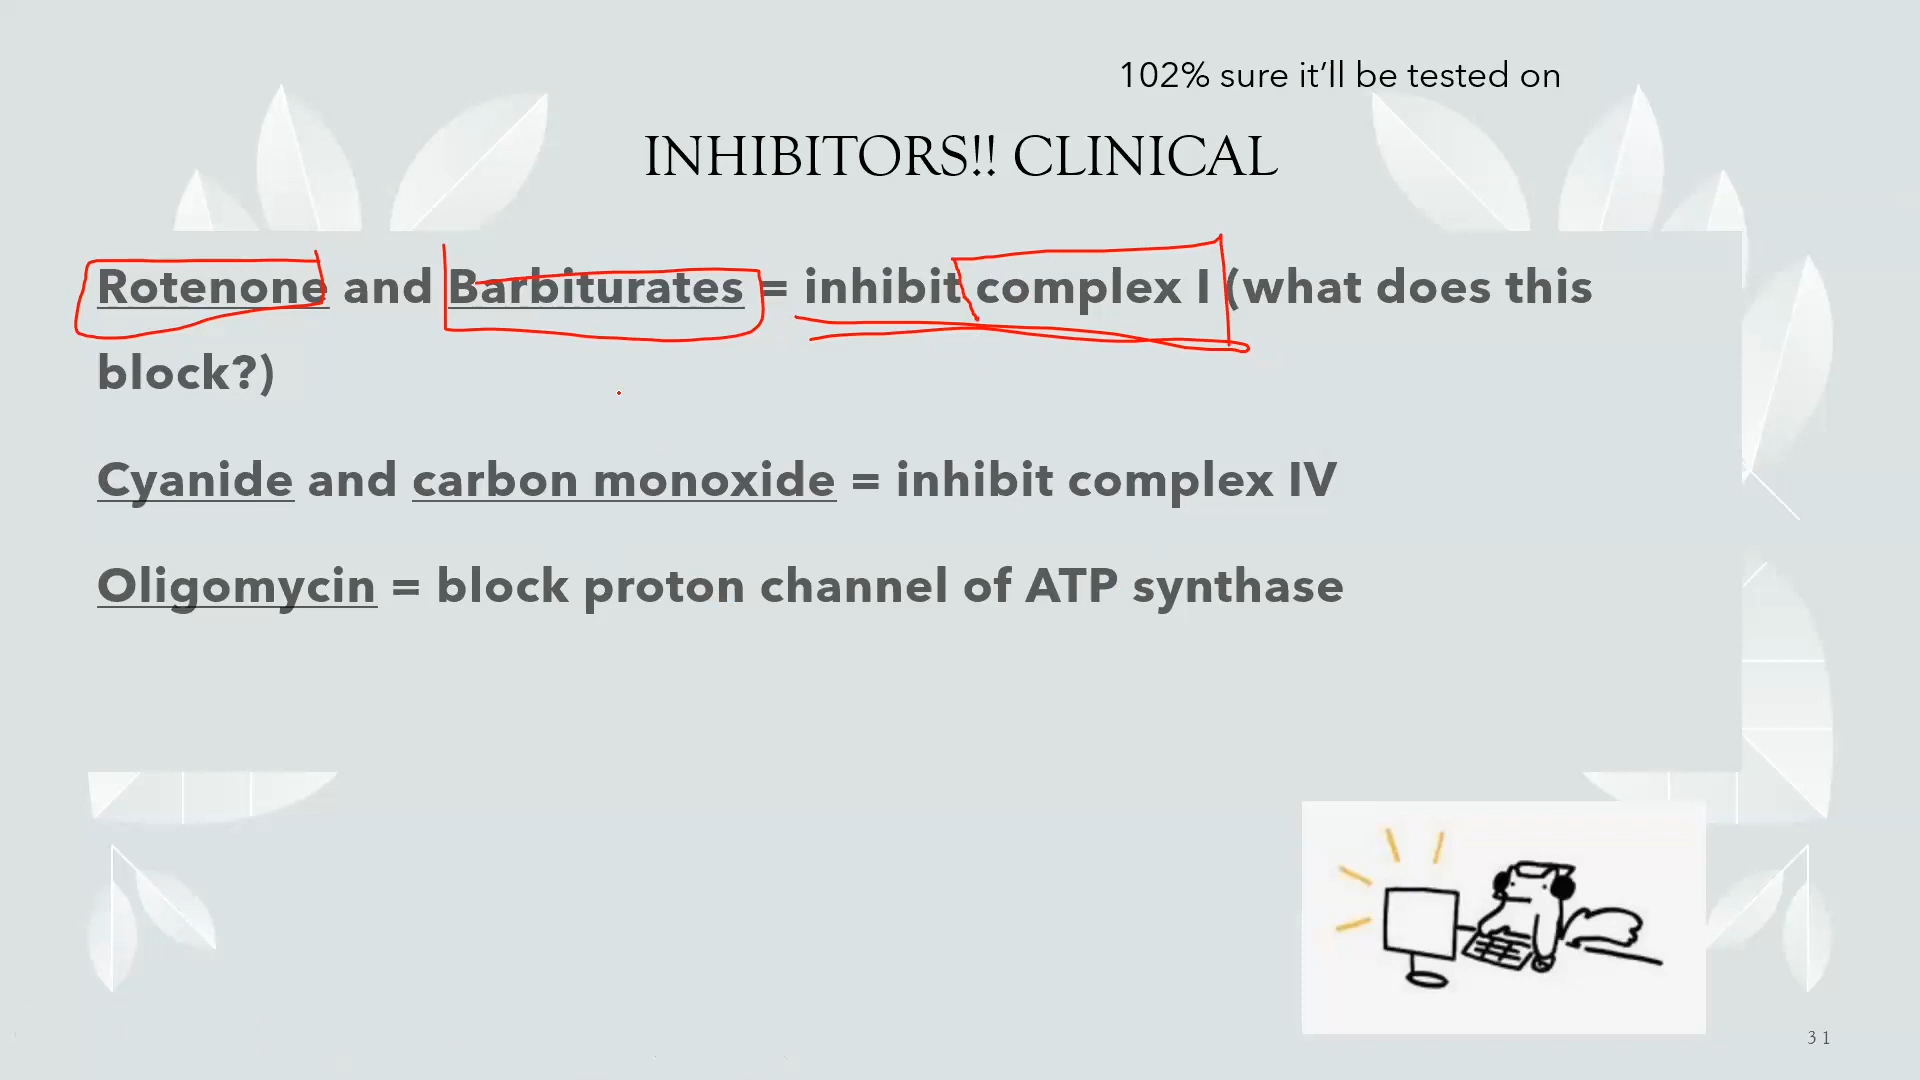 102% sure it’ll be tested on
INHIBITORS!! CLINICAL
Rotenone and Barbiturates = inhibit complex I (what does this
block?)
Cyanide and carbon monoxide = inhibit complex IV
Oligomycin = block proton channel of ATP synthase
31